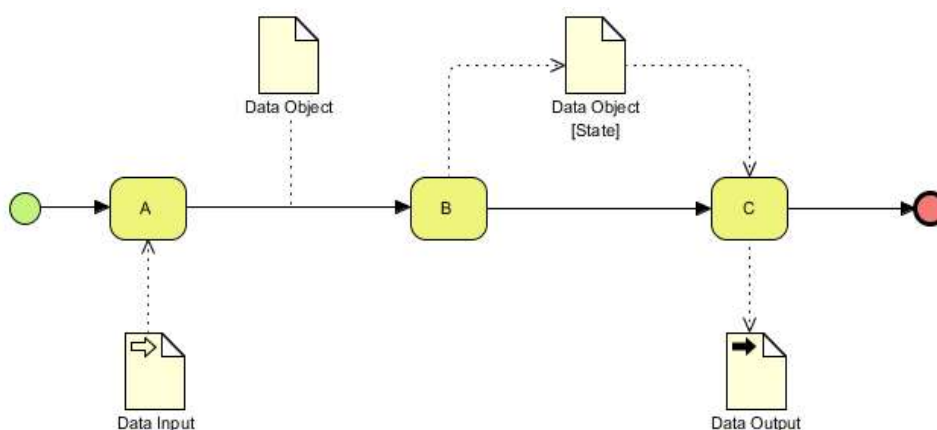 Data Object
Data Object
[State]
A
B
C
Data Input
Data Output